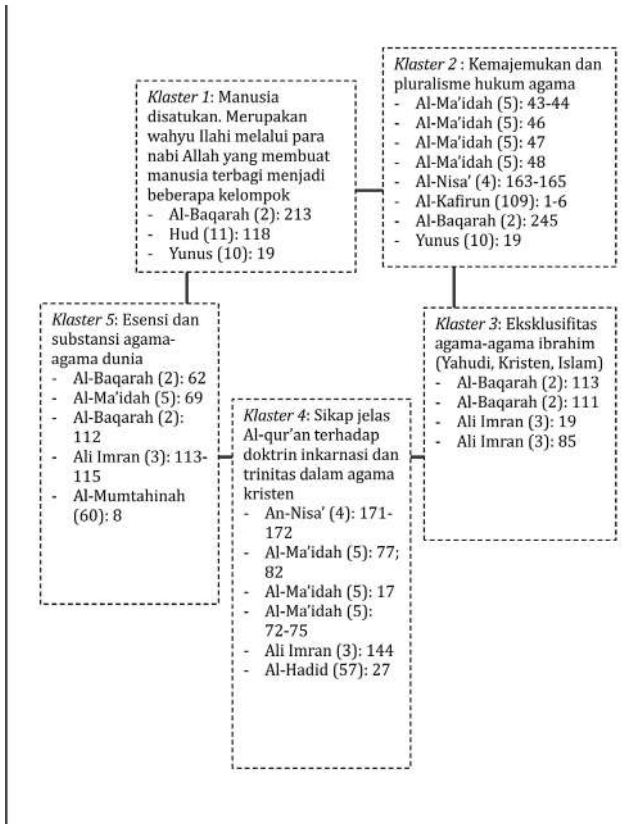 Klaster 1: Manusia
disatukan. Merupakan
wahyu Ilahi melalui para
nabi Allah yang membuat
manusia terbagi menjadi
beberapa kelompok
- Al-Baqarah (2): 213
- Hud (11): 118
- Yunus (10): 19
Klaster 2 : Kemajemukan dan
pluralisme hukum agama
- Al-Ma'idah (5): 43-44
- Al-Ma'idah (5): 46
- Al-Ma'idah (5): 47
- Al-Ma'idah (5): 48
- Al-Nisa' (4): 163-165
- Al-Kafirun (109): 1-6
- Al-Baqarah (2): 245
- Yunus (10): 19
Klaster 3: Eksklusifitas
agama-agama ibrahim
(Yahudi, Kristen, Islam)
- Al-Baqarah (2): 113
- Al-Baqarah (2): 111
- Ali Imran (3): 19
- Ali Imran (3): 85
Klaster 4: Sikap jelas
Al-qur'an terhadap
doktrin inkarnasi dan
trinitas dalam agama
kristen
- An-Nisa' (4): 171-
172
- Al-Ma'idah (5): 77;
82
- Al-Ma'idah (5): 17
- Al-Ma'idah (5):
72-75
- Ali Imran (3): 144
- Al-Hadid (57): 27
Klaster 5: Esensi dan
substansi agama-
agama dunia
- Al-Baqarah (2): 62
- Al-Ma'idah (5): 69
- Al-Baqarah (2):
112
- Ali Imran (3): 113-
115
- Al-Mumtahinah
(60): 8